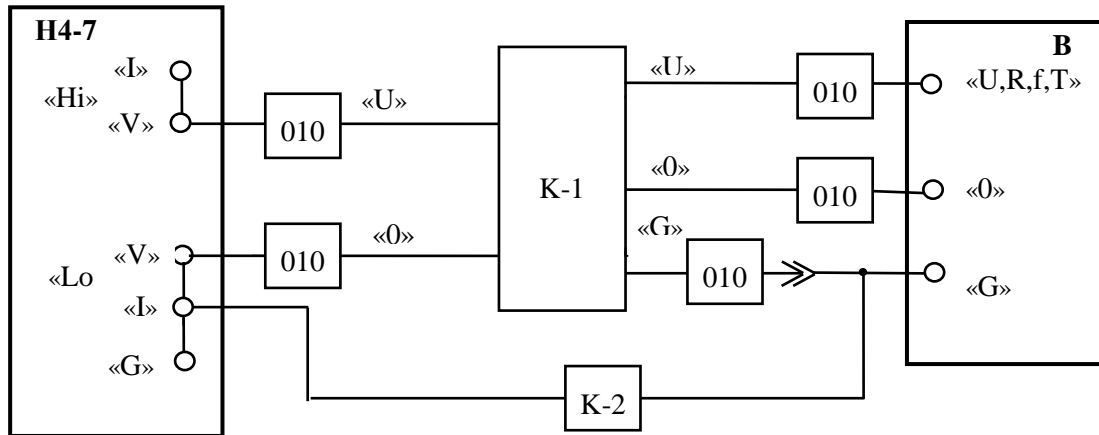 Н4-7
«I»
«Hi»
«V»
010
«U»
«V»
010
«0»
«Lo
«I»
«G»
К-1
К-2
«U»
010
«0»
010
«G»
010
В
«U,R,f,T»
«0»
«G»